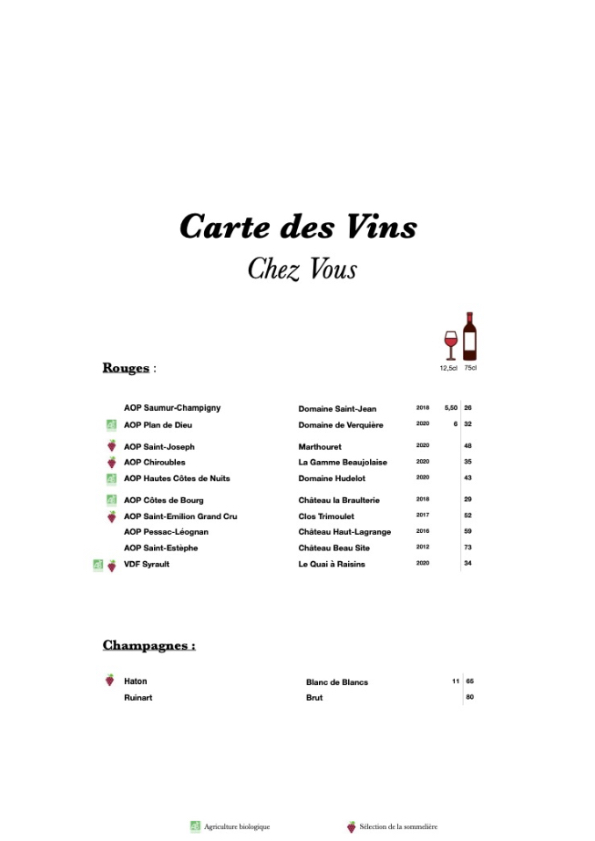 Carte des Vins
Chez Vous
12,5cl 75cl
Rouges :
AOP Saumur-Champigny Domaine Saint-Jean 2018 5,50 26
AB AOP Plan de Dieu Domaine de Verquière 2020 6 32
AOP Saint-Joseph Marthouret 2020 48
AOP Chiroubles La Gamme Beaujolaise 2020 35
AB AOP Hautes Côtes de Nuits Domaine Hudelot 2020 43
AB AOP Côtes de Bourg Château la Braulterie 2018 29
AOP Saint-Emilion Grand Cru Clos Trimoulet 2017 52
AOP Pessac-Léognan Château Haut-Lagrange 2016 59
AOP Saint-Estèphe Château Beau Site 2012 73
AB VDF Syrault Le Quai à Raisins 2020 34
Champagnes :
Haton Blanc de Blancs 11 65
Ruinart Brut 80
AB Agriculture biologique Sélection de la sommelière